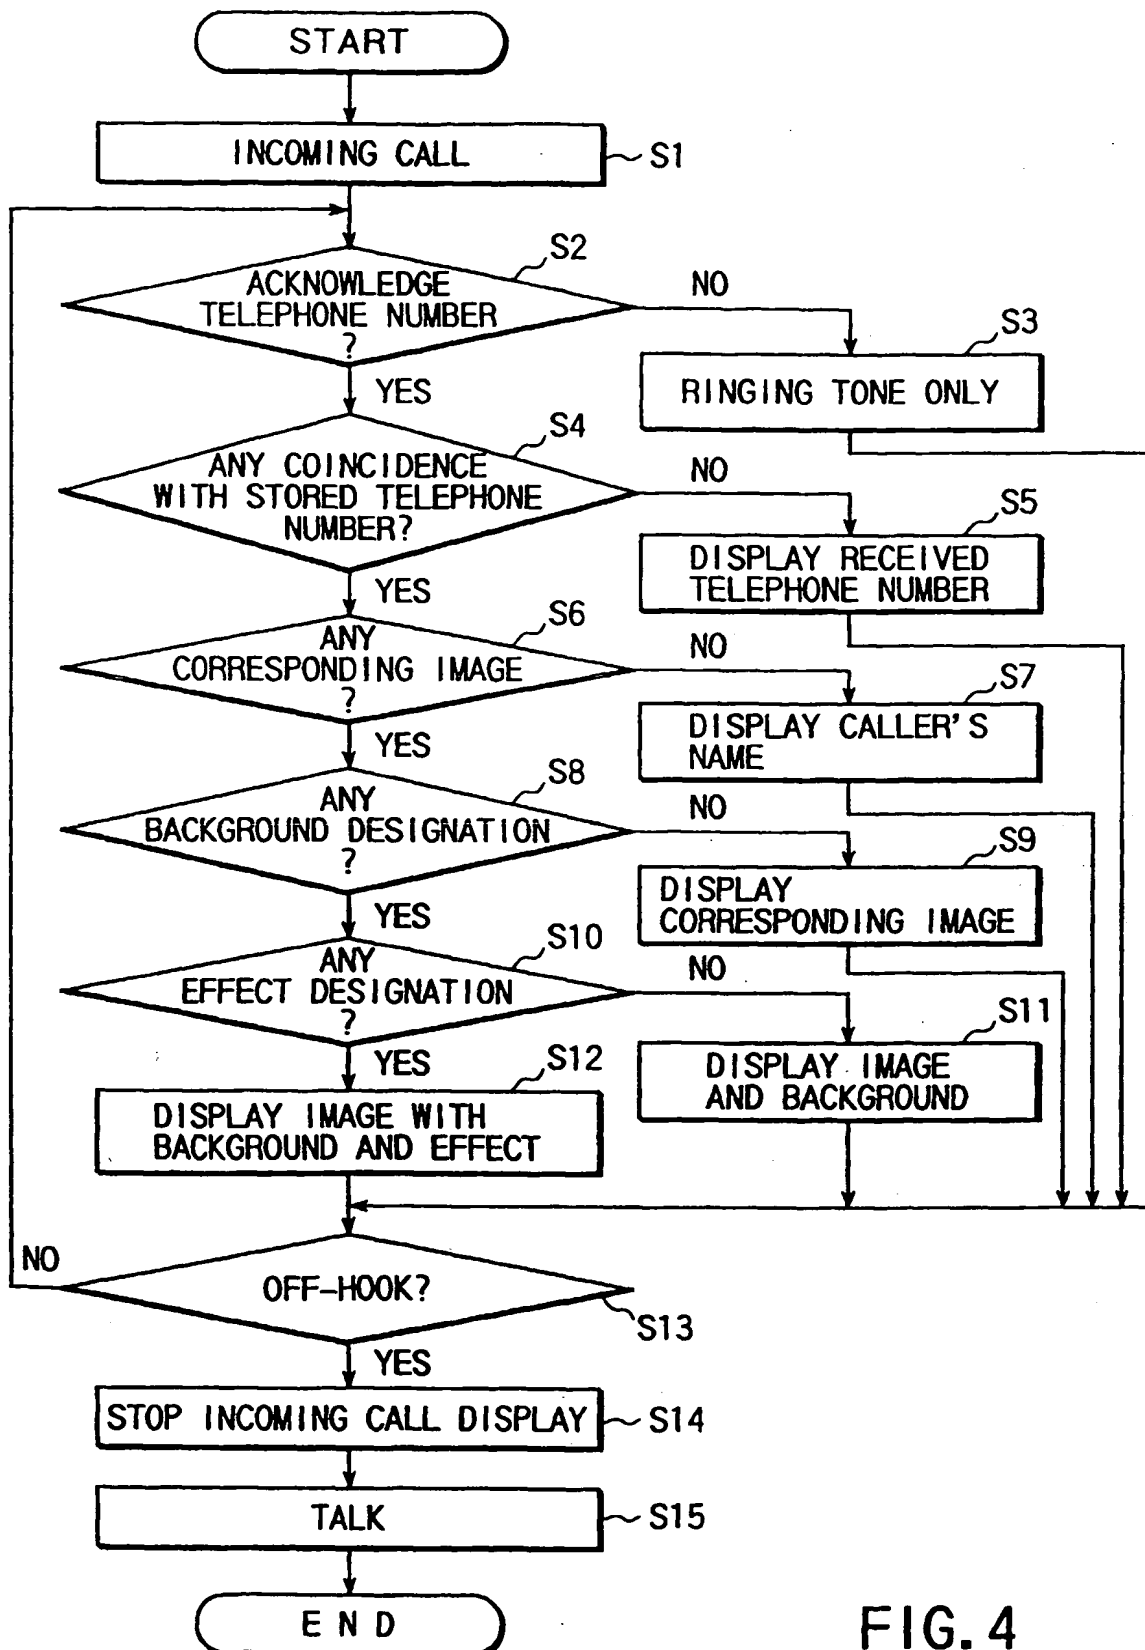 START
INCOMING CALL
S1
S2
ACKNOWLEDGE
TELEPHONE NUMBER
?
NO
YES
S3
RINGING TONE ONLY
S4
ANY COINCIDENCE
WITH STORED TELEPHONE
NUMBER?
NO
YES
S5
DISPLAY RECEIVED
TELEPHONE NUMBER
S6
ANY
CORRESPONDING IMAGE
?
NO
YES
S7
DISPLAY CALLER'S
NAME
S8
ANY
BACKGROUND DESIGNATION
?
NO
YES
S9
DISPLAY
CORRESPONDING IMAGE
S10
ANY
EFFECT DESIGNATION
?
NO
YES
S11
DISPLAY IMAGE
AND BACKGROUND
S12
DISPLAY IMAGE WITH
BACKGROUND AND EFFECT
NO
OFF-HOOK?
S13
YES
STOP INCOMING CALL DISPLAY
S14
TALK
S15
END
FIG. 4